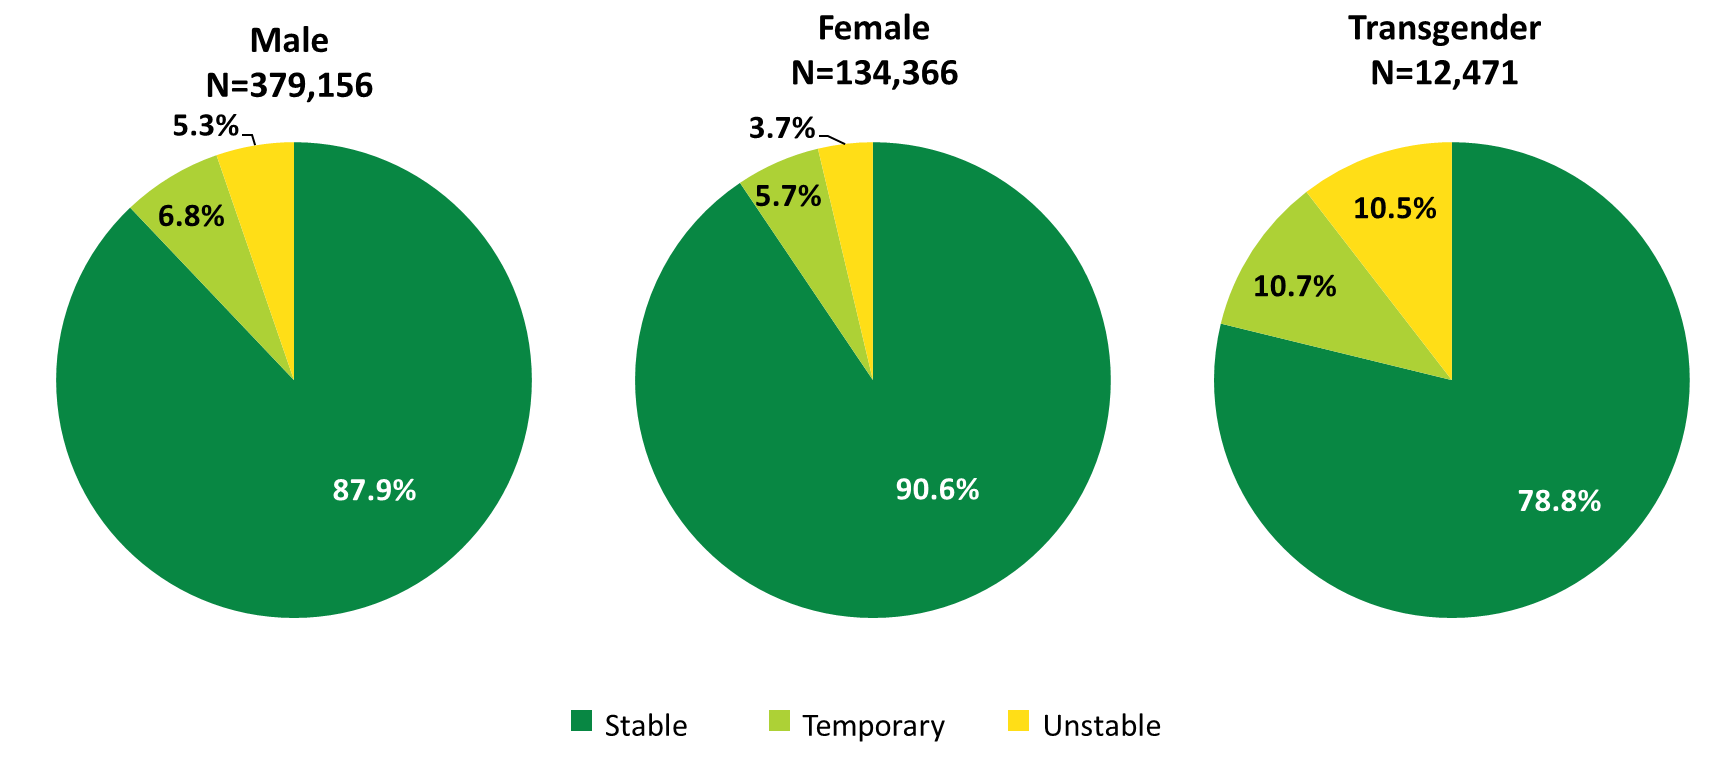 Male
N=379,156
5.3%
6.8%
87.9%
Female
N=134,366
3.7%
5.7%
90.6%
Transgender
N=12,471
10.5%
10.7%
78.8%
Stable
Temporary
Unstable